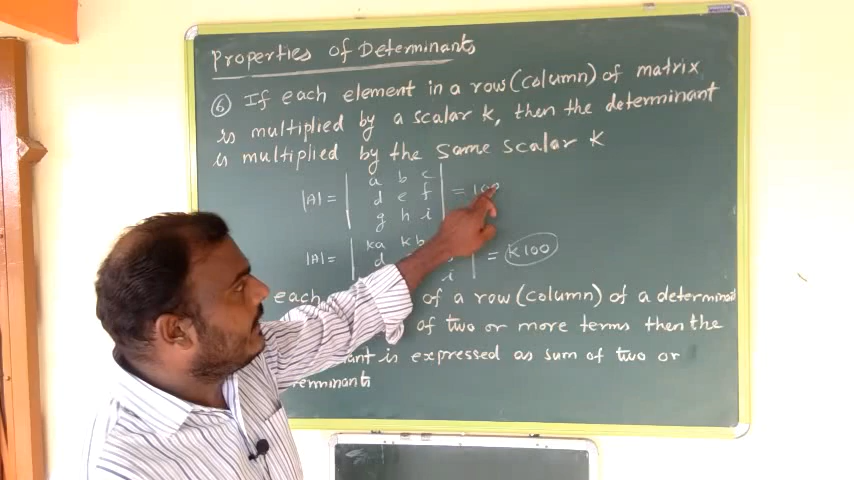 Properties of Determinants
⑥ If each element in a row (column) of matrix
is multiplied by a scalar k, then the determinant
is multiplied by the same scalar k
|A| = | a b c | = 100
d e f
g h i
|A| = | ka kb | = k100
d
i
each of a row (column) of a determinant
of two or more terms then the
is expressed as sum of two or